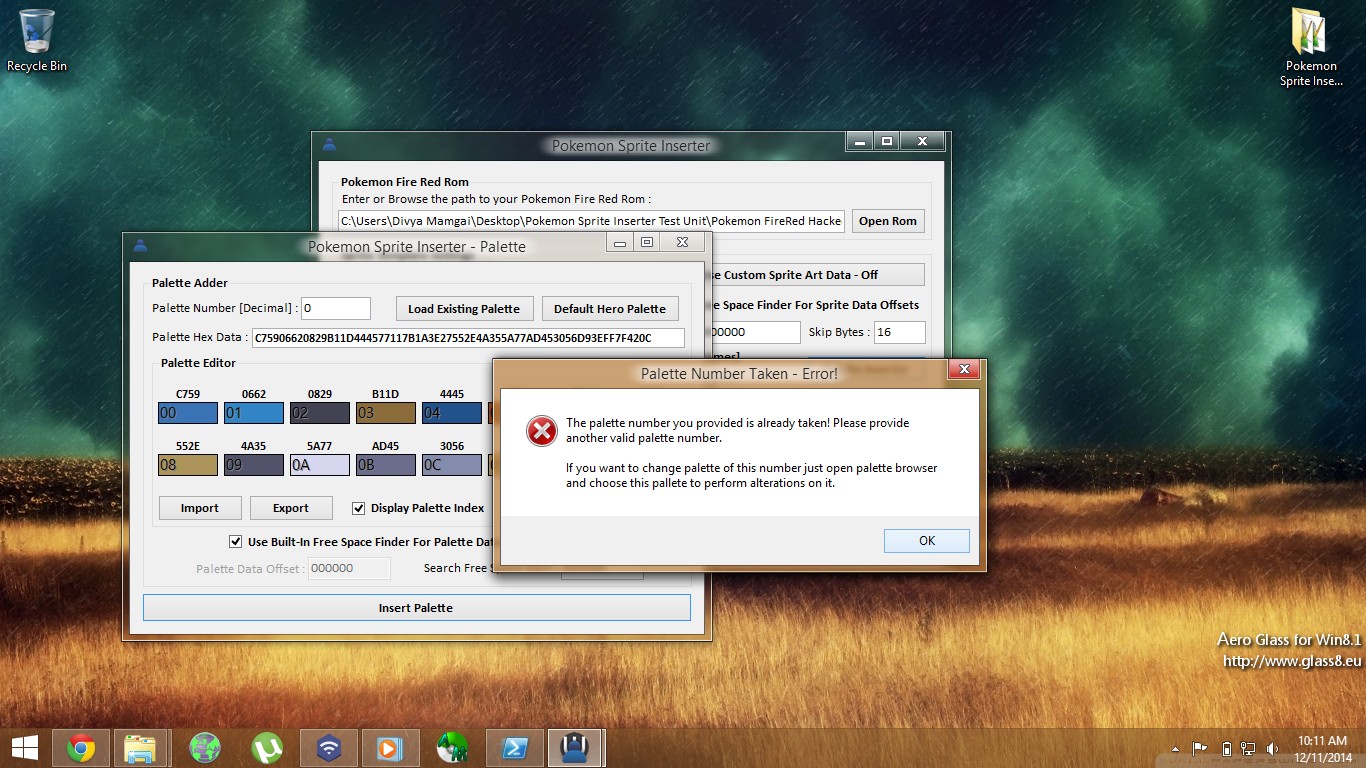 Recycle Bin
Pokemon
Sprite Inse...
Pokemon Sprite Inserter
Pokemon Fire Red Rom
Enter or Browse the path to your Pokemon Fire Red Rom :
C:\Users\Divya Mamgai\Desktop\Pokemon Sprite Inserter Test Unit\Pokemon FireRed Hacke
Open Rom
Custom Sprite Art Data - Off
Space Finder For Sprite Data Offsets
Skip Bytes : 16
Pokemon Sprite Inserter - Palette
Palette Adder
Palette Number [Decimal] : 0
Load Existing Palette
Default Hero Palette
Palette Hex Data : C75906620829B11D444577117B1A3E27552E4A355A77AD453056D93EFF7F420C
Palette Editor
C759 0662 0829 B11D 4445
00 01 02 03 04
552E 4A35 5A77 AD45 3056
08 09 0A 0B 0C
Import
Export
Display Palette Index
Use Built-In Free Space Finder For Palette Dat
Palette Data Offset : 000000
Search Free
Insert Palette
Palette Number Taken - Error!
The palette number you provided is already taken! Please provide
another valid palette number.
If you want to change palette of this number just open palette browser
and choose this pallete to perform alterations on it.
OK
Aero Glass for Win8.1
http://www.glass8.eu
10:11 AM
12/11/2014